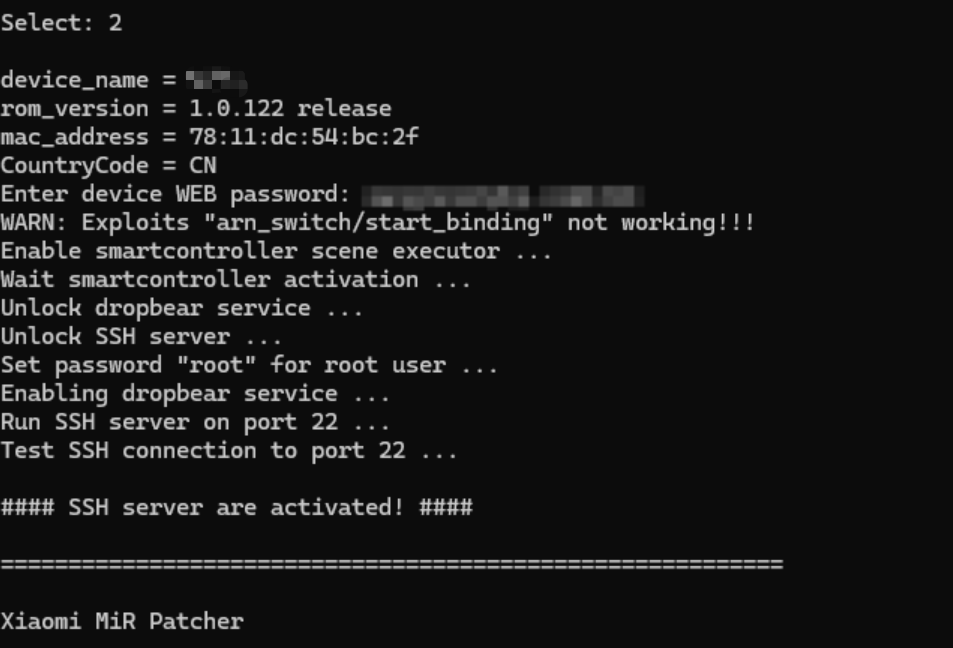 Select: 2
device_name =
rom_version = 1.0.122 release
mac_address = 78:11:dc:54:bc:2f
CountryCode = CN
Enter device WEB password:
WARN: Exploits "arn_switch/start_binding" not working!!!
Enable smartcontroller scene executor ...
Wait smartcontroller activation ...
Unlock dropbear service ...
Unlock SSH server ...
Set password "root" for root user ...
Enabling dropbear service ...
Run SSH server on port 22 ...
Test SSH connection to port 22 ...
#### SSH server are activated! ####
==========================================================
Xiaomi MiR Patcher